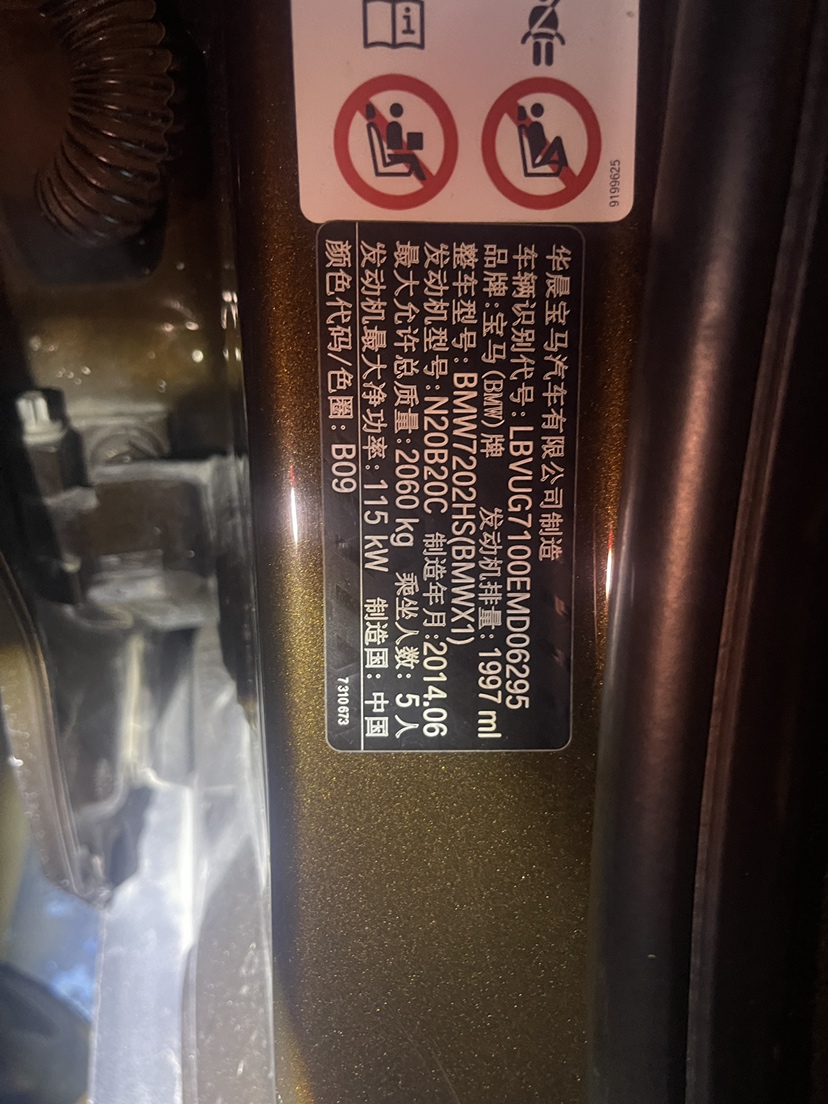 9199625
华晨宝马汽车有限公司制造
车辆识别代号:LBVUG7100EMD06295
品牌:宝马(BMW)牌 发动机排量:1997 ml
整车型号:BMW7202HS(BMWX1)
发动机型号:N20B20C 制造年月:2014.06
最大允许总质量:2060 kg 乘坐人数:5人
发动机最大净功率:115 kW 制造国:中国
颜色代码/色圈:B09
7310673